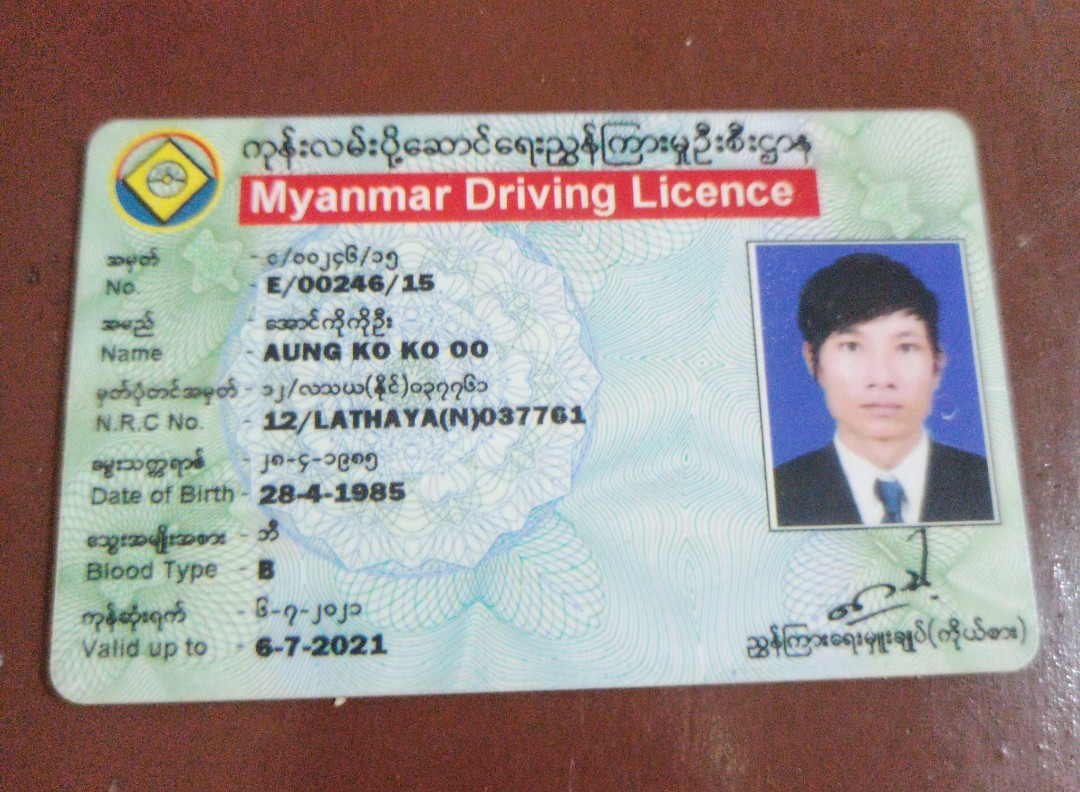 ကုန်းလမ်းပို့ဆောင်ရေးညွှန်ကြားမှုဦးစီးဌာန
Myanmar Driving Licence
အမှတ် - င/၀၀၂၄၆/၁၅
No. - E/00246/15
အမည် - အောင်ကိုကိုဦး
Name - AUNG KO KO OO
မှတ်ပုံတင်အမှတ် - ၁၂/လသယ(နိုင်)၀၃၇၇၆၁
N.R.C No. - 12/LATHAYA(N)037761
မွေးသက္ကရာဇ် - ၂၈-၄-၁၉၈၅
Date of Birth - 28-4-1985
သွေးအမျိုးအစား - ဘီ
Blood Type - B
ကုန်ဆုံးရက် - ၆-၇-၂၀၂၁
Valid up to - 6-7-2021
ညွှန်ကြားရေးမှူးချုပ်(ကိုယ်စား)